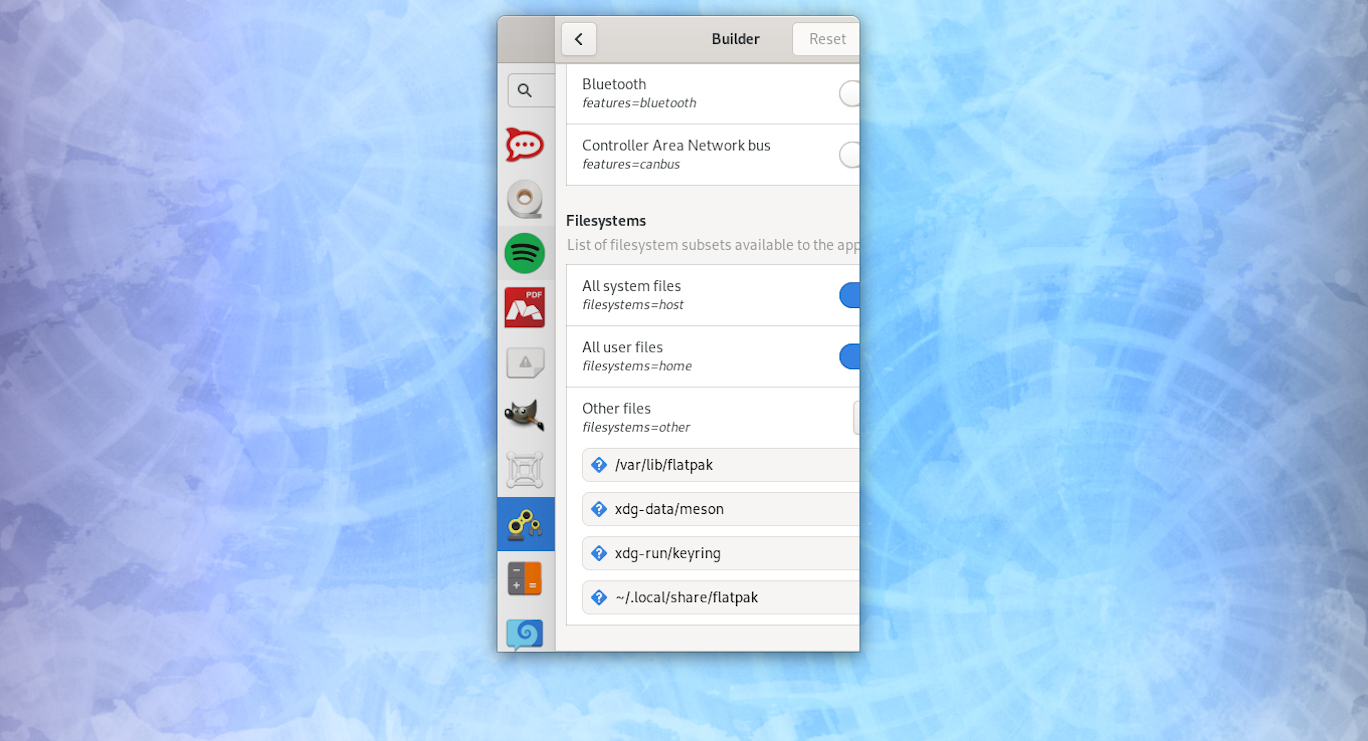 Builder
Reset
Bluetooth
features=bluetooth
Controller Area Network bus
features=canbus
Filesystems
List of filesystem subsets available to the app
All system files
filesystems=host
All user files
filesystems=home
Other files
filesystems=other
/var/lib/flatpak
xdg-data/meson
xdg-run/keyring
~/.local/share/flatpak
PDF